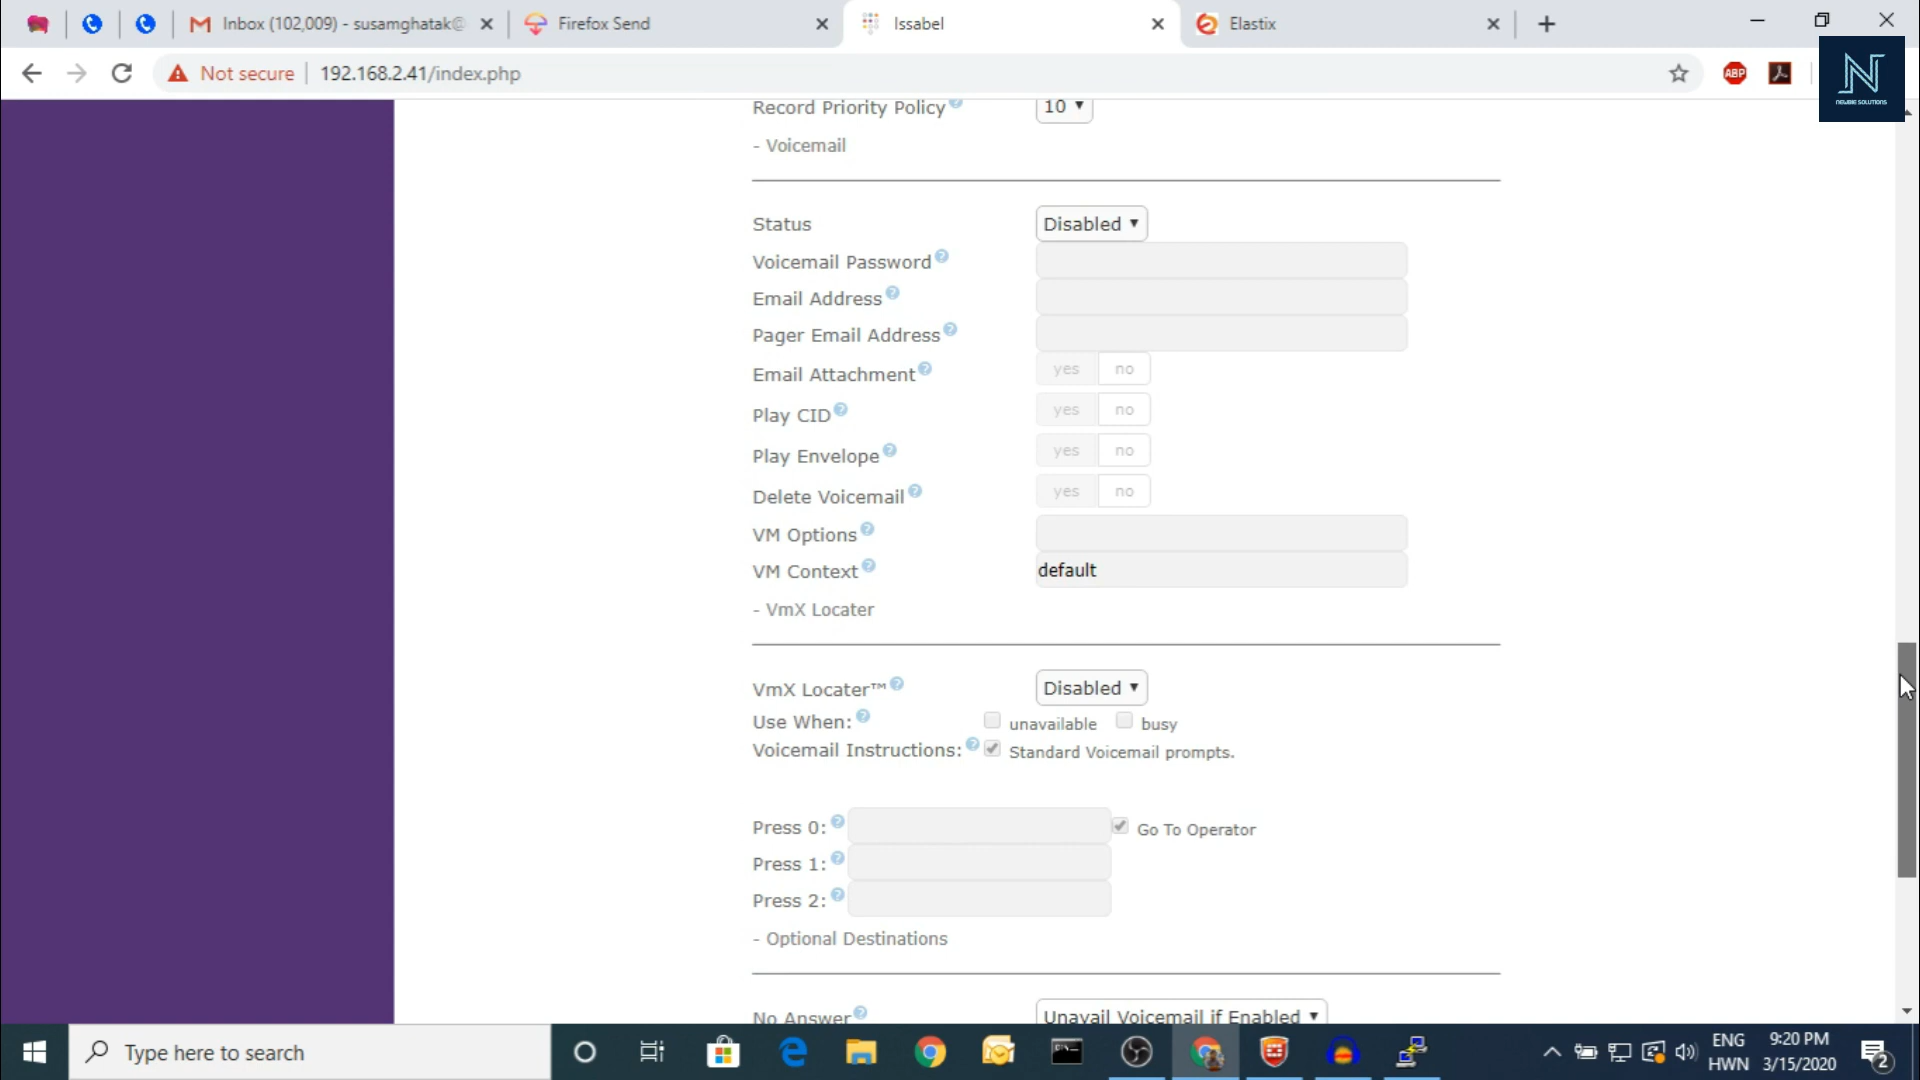 Inbox (102,009) - susamghatak@
Firefox Send
Issabel
Elastix
Not secure
192.168.2.41/index.php
ABP
N
NEWBIE SOLUTIONS
Record Priority Policy
10
- Voicemail
Status
Disabled
Voicemail Password
Email Address
Pager Email Address
Email Attachment
yes no
Play CID
yes no
Play Envelope
yes no
Delete Voicemail
yes no
VM Options
VM Context
default
- VmX Locater
VmX Locater™
Disabled
Use When:
unavailable
busy
Voicemail Instructions:
Standard Voicemail prompts.
Press 0:
Go To Operator
Press 1:
Press 2:
- Optional Destinations
No Answer
Unavail Voicemail if Enabled
Type here to search
ENG
HWN
9:20 PM
3/15/2020
2